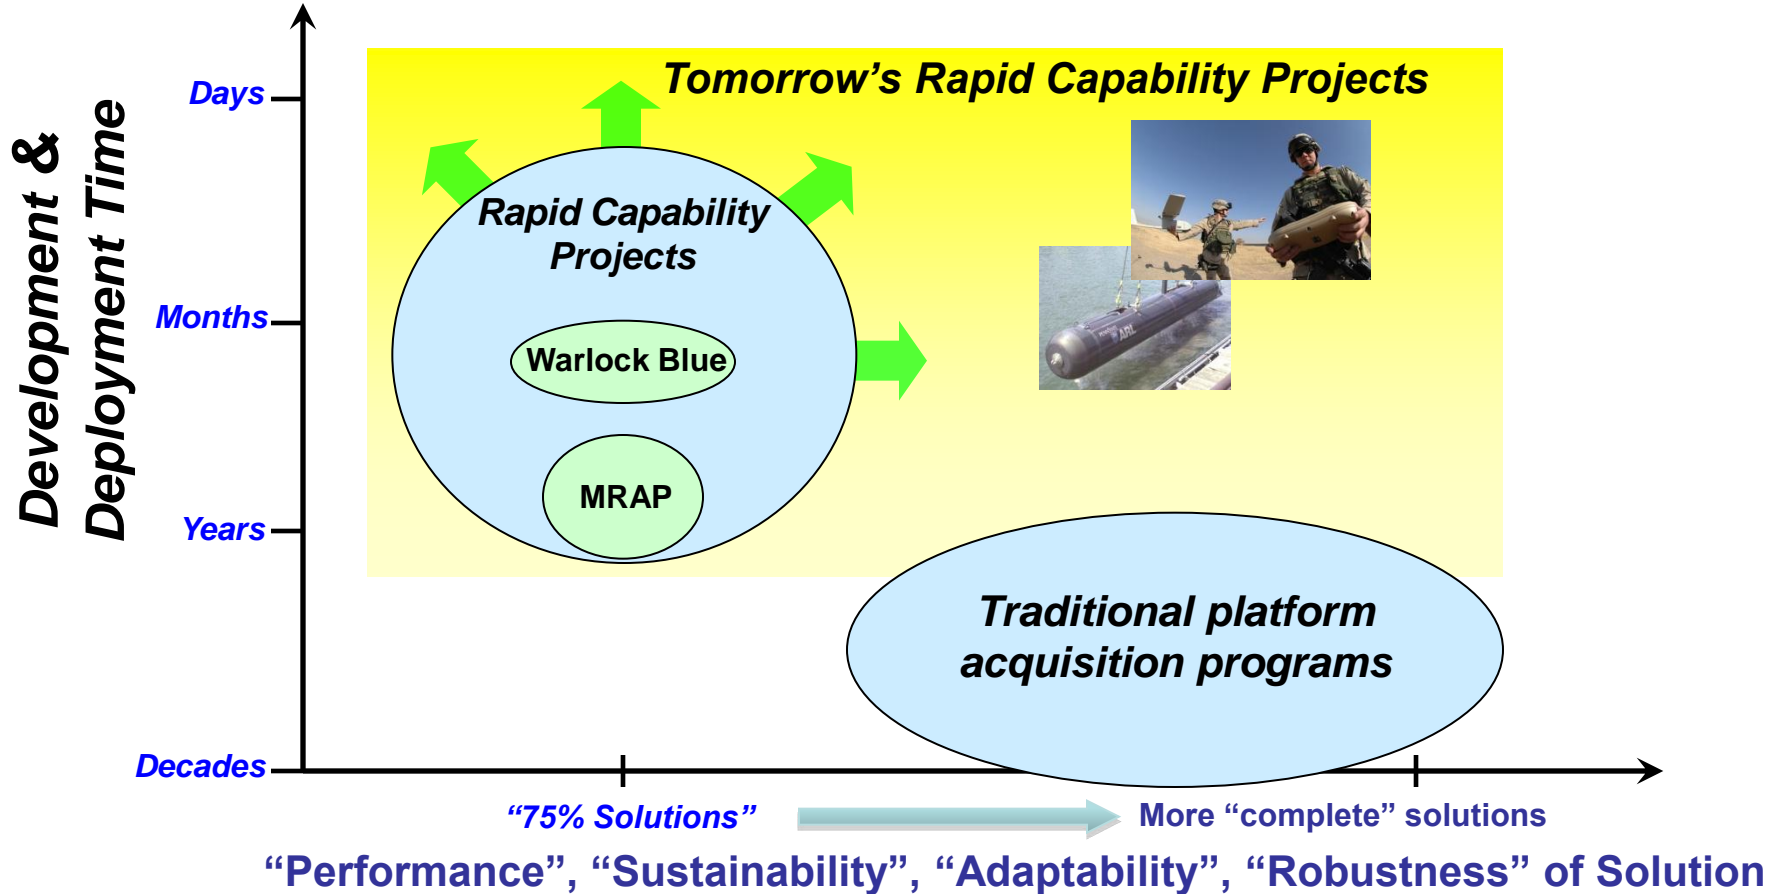 Development &
Deployment Time
Days
Months
Years
Decades
Tomorrow’s Rapid Capability Projects
Rapid Capability
Projects
Warlock Blue
MRAP
ARL
Traditional platform
acquisition programs
“75% Solutions”
More “complete” solutions
“Performance”, “Sustainability”, “Adaptability”, “Robustness” of Solution